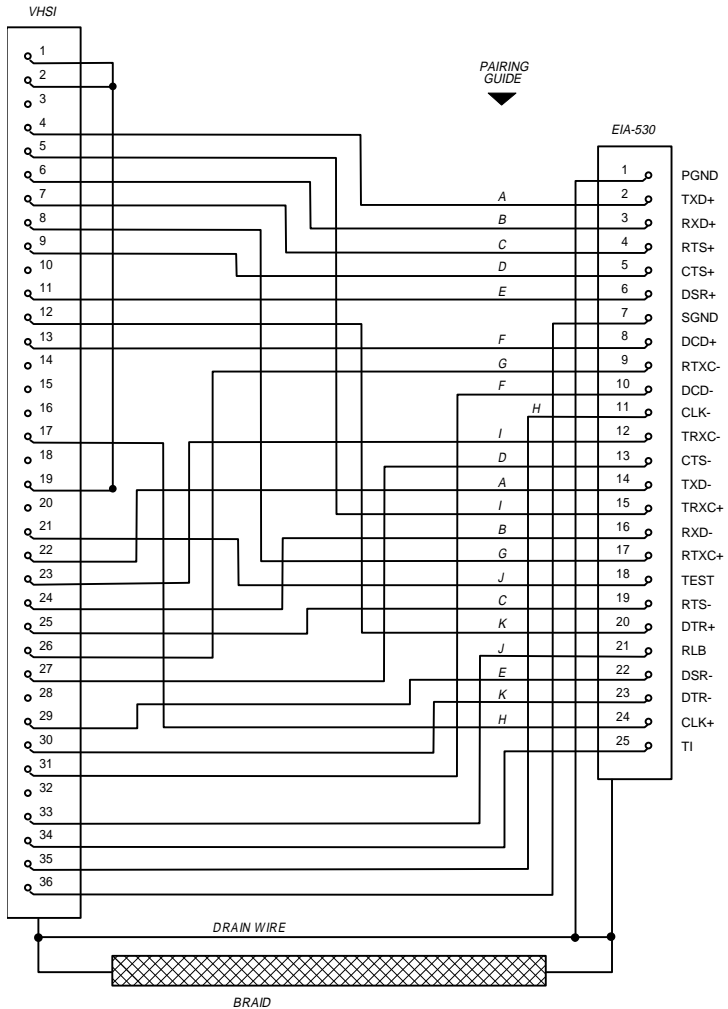 VHSI
1
2
3
4
5
6
7
8
9
10
11
12
13
14
15
16
17
18
19
20
21
22
23
24
25
26
27
28
29
30
31
32
33
34
35
36
PAIRING
GUIDE
A
B
C
D
E
F
G
F
H
I
D
A
I
B
G
J
C
K
J
E
K
H
EIA-530
1 PGND
2 TXD+
3 RXD+
4 RTS+
5 CTS+
6 DSR+
7 SGND
8 DCD+
9 RTXC-
10 DCD-
11 CLK-
12 TRXC-
13 CTS-
14 TXD-
15 TRXC+
16 RXD-
17 RTXC+
18 TEST
19 RTS-
20 DTR+
21 RLB
22 DSR-
23 DTR-
24 CLK+
25 TI
DRAIN WIRE
BRAID